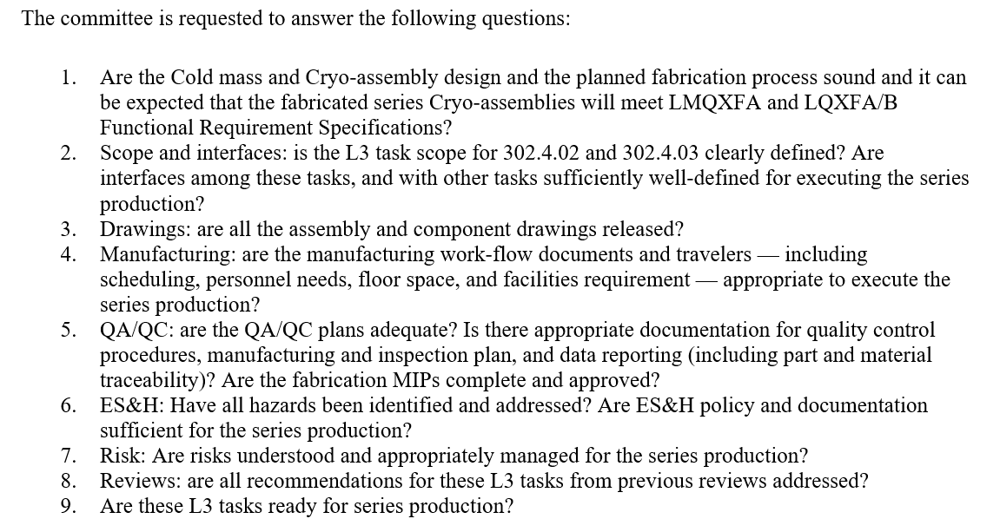 The committee is requested to answer the following questions:
1. Are the Cold mass and Cryo-assembly design and the planned fabrication process sound and it can
be expected that the fabricated series Cryo-assemblies will meet LMQXFA and LQXFA/B
Functional Requirement Specifications?
2. Scope and interfaces: is the L3 task scope for 302.4.02 and 302.4.03 clearly defined? Are
interfaces among these tasks, and with other tasks sufficiently well-defined for executing the series
production?
3. Drawings: are all the assembly and component drawings released?
4. Manufacturing: are the manufacturing work-flow documents and travelers — including
scheduling, personnel needs, floor space, and facilities requirement — appropriate to execute the
series production?
5. QA/QC: are the QA/QC plans adequate? Is there appropriate documentation for quality control
procedures, manufacturing and inspection plan, and data reporting (including part and material
traceability)? Are the fabrication MIPs complete and approved?
6. ES&H: Have all hazards been identified and addressed? Are ES&H policy and documentation
sufficient for the series production?
7. Risk: Are risks understood and appropriately managed for the series production?
8. Reviews: are all recommendations for these L3 tasks from previous reviews addressed?
9. Are these L3 tasks ready for series production?